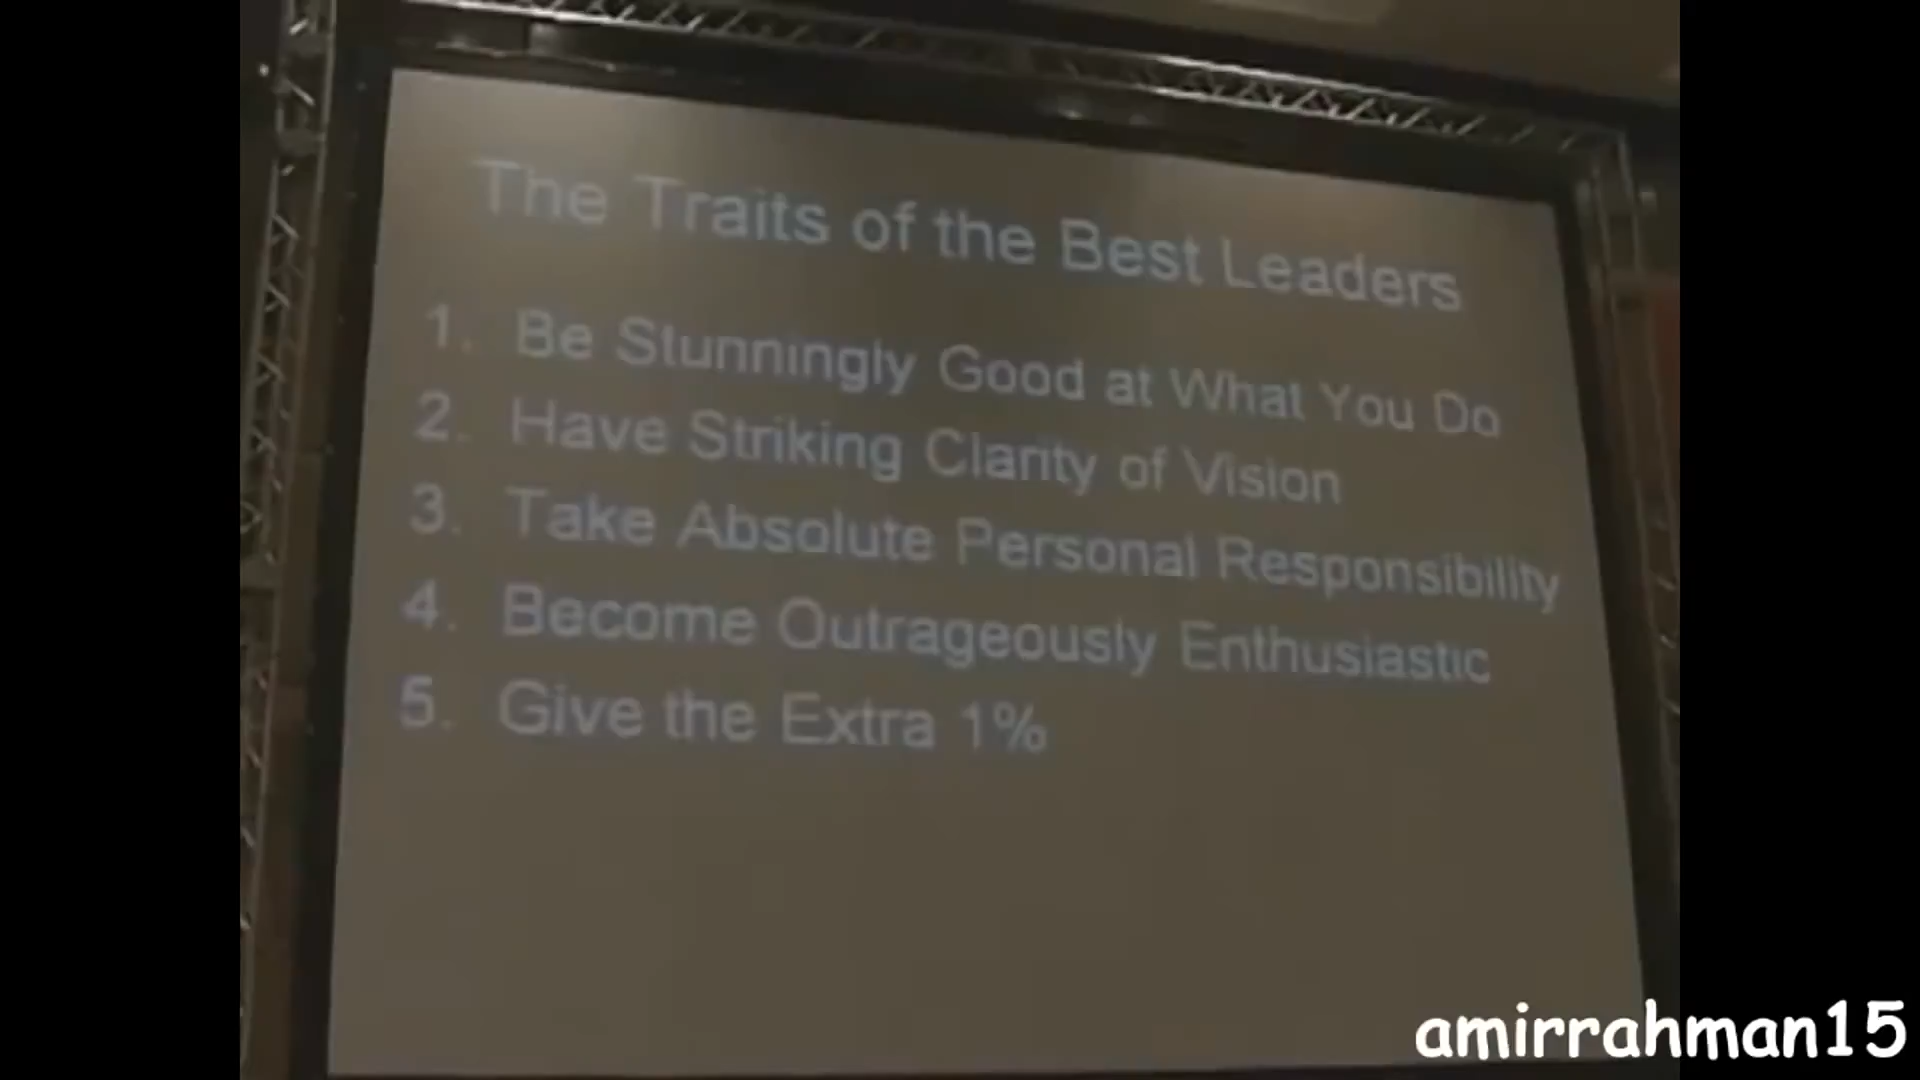 The Traits of the Best Leaders
1. Be Stunningly Good at What You Do
2. Have Striking Clarity of Vision
3. Take Absolute Personal Responsibility
4. Become Outrageously Enthusiastic
5. Give the Extra 1%
amirrahman15